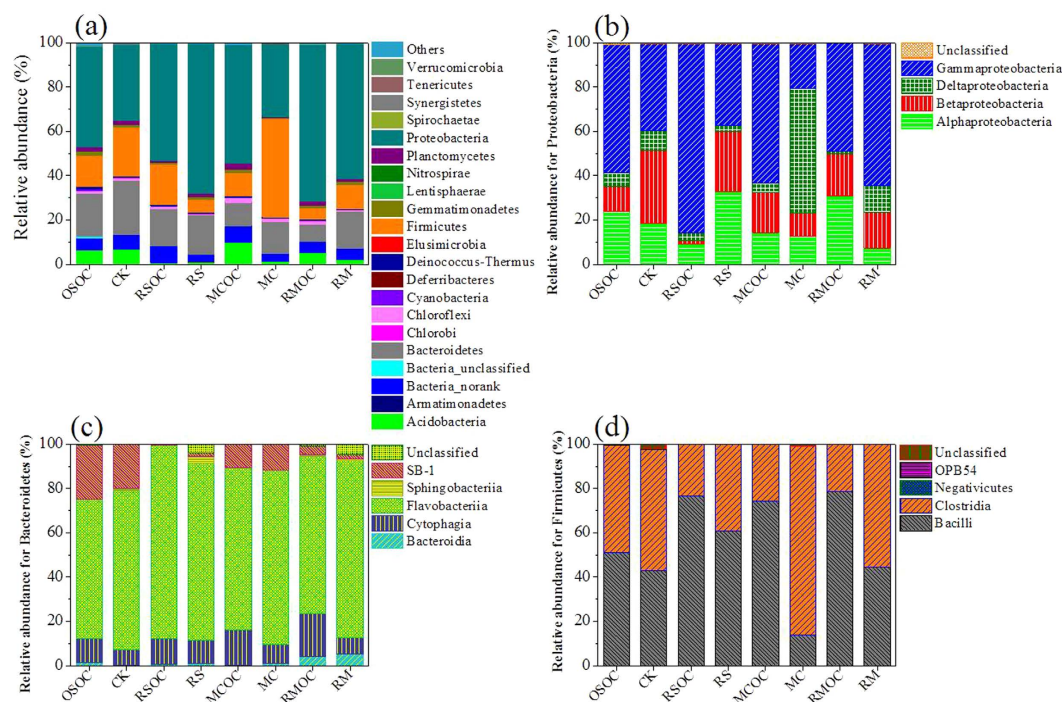 (a)
Relative abundance (%)
100
80
60
40
20
0
OSOC
CK
RSOC
RS
MCOC
MC
RMOC
RM
Others
Verrucomicrobia
Tenericutes
Synergistetes
Spirochaetae
Proteobacteria
Planctomycetes
Nitrospirae
Lentisphaerae
Gemmatimonadetes
Firmicutes
Elusimicrobia
Deinococcus-Thermus
Deferribacteres
Cyanobacteria
Chloroflexi
Chlorobi
Bacteroidetes
Bacteria_unclassified
Bacteria_norank
Armatimonadetes
Acidobacteria
(b)
Relative abundance for Proteobacteria (%)
100
80
60
40
20
0
OSOC
CK
RSOC
RS
MCOC
MC
RMOC
RM
Unclassified
Gammaproteobacteria
Deltaproteobacteria
Betaproteobacteria
Alphaproteobacteria
(c)
Relative abundance for Bacteroidetes (%)
100
80
60
40
20
0
OSOC
CK
RSOC
RS
MCOC
MC
RMOC
RM
Unclassified
SB-1
Sphingobacteriia
Flavobacteriia
Cytophagia
Bacteroidia
(d)
Relative abundance for Firmicutes (%)
100
80
60
40
20
0
OSOC
CK
RSOC
RS
MCOC
MC
RMOC
RM
Unclassified
OPB54
Negativicutes
Clostridia
Bacilli